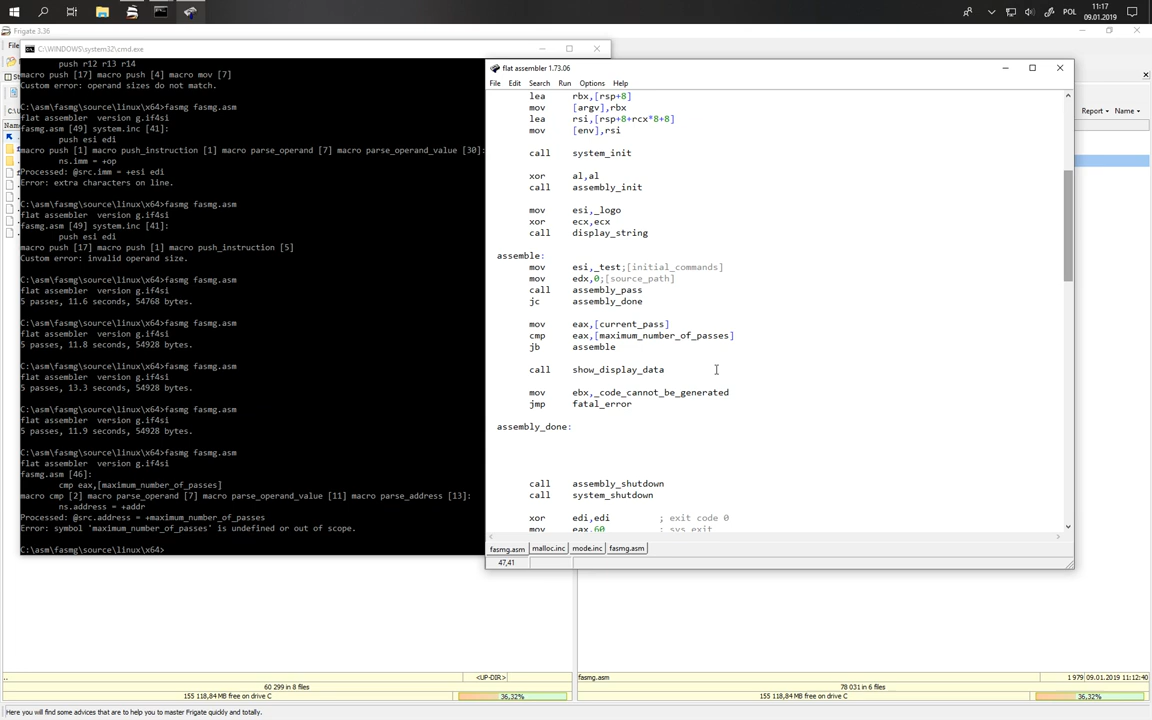 11:17
POL
09.01.2019
Frigate 3.36
File
C:\WINDOWS\system32\cmd.exe
push r12 r13 r14
macro push [17] macro push [4] macro mov [7]
Custom error: operand sizes do not match.
C:\asm\fasmg\source\linux\x64>fasmg fasmg.asm
flat assembler  version g.if4si
fasmg.asm [49] system.inc [41]:
push esi edi
macro push [1] macro push_instruction [1] macro parse_operand [7] macro parse_operand_value [30]:
ns.imm = +op
Processed: @src.imm = +esi edi
Error: extra characters on line.
C:\asm\fasmg\source\linux\x64>fasmg fasmg.asm
flat assembler  version g.if4si
fasmg.asm [49] system.inc [41]:
push esi edi
macro push [17] macro push [1] macro push_instruction [5]
Custom error: invalid operand size.
C:\asm\fasmg\source\linux\x64>fasmg fasmg.asm
flat assembler  version g.if4si
5 passes, 11.6 seconds, 54768 bytes.
C:\asm\fasmg\source\linux\x64>fasmg fasmg.asm
flat assembler  version g.if4si
5 passes, 11.8 seconds, 54928 bytes.
C:\asm\fasmg\source\linux\x64>fasmg fasmg.asm
flat assembler  version g.if4si
5 passes, 13.3 seconds, 54928 bytes.
C:\asm\fasmg\source\linux\x64>fasmg fasmg.asm
flat assembler  version g.if4si
5 passes, 11.9 seconds, 54928 bytes.
C:\asm\fasmg\source\linux\x64>fasmg fasmg.asm
flat assembler  version g.if4si
fasmg.asm [46]:
cmp eax,[maximum_number_of_passes]
macro cmp [2] macro parse_operand [7] macro parse_operand_value [11] macro parse_address [13]:
ns.address = +addr
Processed: @src.address = +maximum_number_of_passes
Error: symbol 'maximum_number_of_passes' is undefined or out of scope.
C:\asm\fasmg\source\linux\x64>
flat assembler 1.73.06
File Edit Search Run Options Help
lea rbx,[rsp+8]
mov [argv],rbx
lea rsi,[rsp+8+rcx*8+8]
mov [env],rsi
call system_init
xor al,al
call assembly_init
mov esi,_logo
xor ecx,ecx
call display_string
assemble:
mov esi,_test;[initial_commands]
mov edx,0;[source_path]
call assembly_pass
jc assembly_done
mov eax,[current_pass]
cmp eax,[maximum_number_of_passes]
jb assemble
call show_display_data
mov ebx,_code_cannot_be_generated
jmp fatal_error
assembly_done:
call assembly_shutdown
call system_shutdown
xor edi,edi ; exit code 0
mov eax,60 ; sys_exit
fasmg.asm malloc.inc mode.inc fasmg.asm
47,41
Report Name
.. <UP-DIR>
60 299 in 8 files
155 118,84 MB free on drive C 36,32%
fasmg.asm 1 979 09.01.2019 11:12:40
78 031 in 6 files
155 118,84 MB free on drive C 36,32%
Here you will find some advices that are to help you to master Frigate quickly and totally.